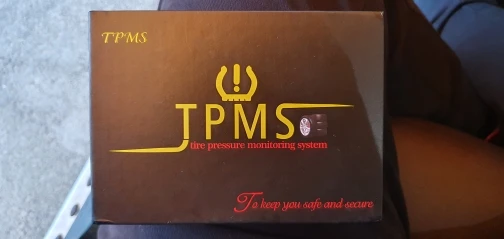 TPMS
TPMS
tire pressure monitoring system
To keep you safe and secure